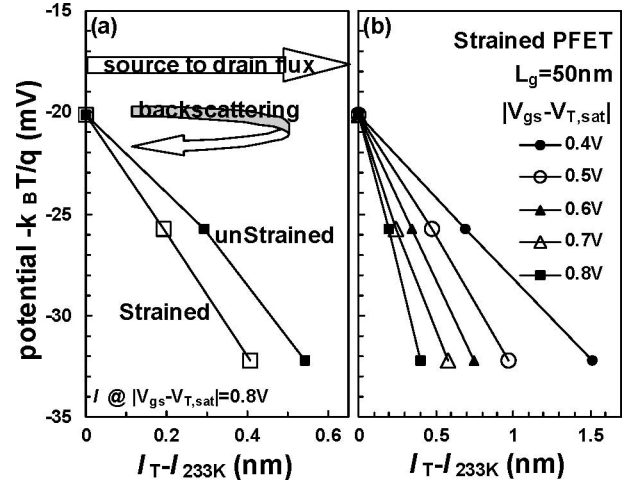 (a)
source to drain flux
backscattering
unStrained
Strained
l @ |Vgs-VT,sat|=0.8V
potential -k BT/q (mV)
-15
-20
-25
-30
-35
0
0.2
0.4
0.6
lT-l233K (nm)
(b)
Strained PFET
Lg=50nm
|Vgs-VT,sat|
0.4V
0.5V
0.6V
0.7V
0.8V
0
0.5
1
1.5
lT-l233K (nm)